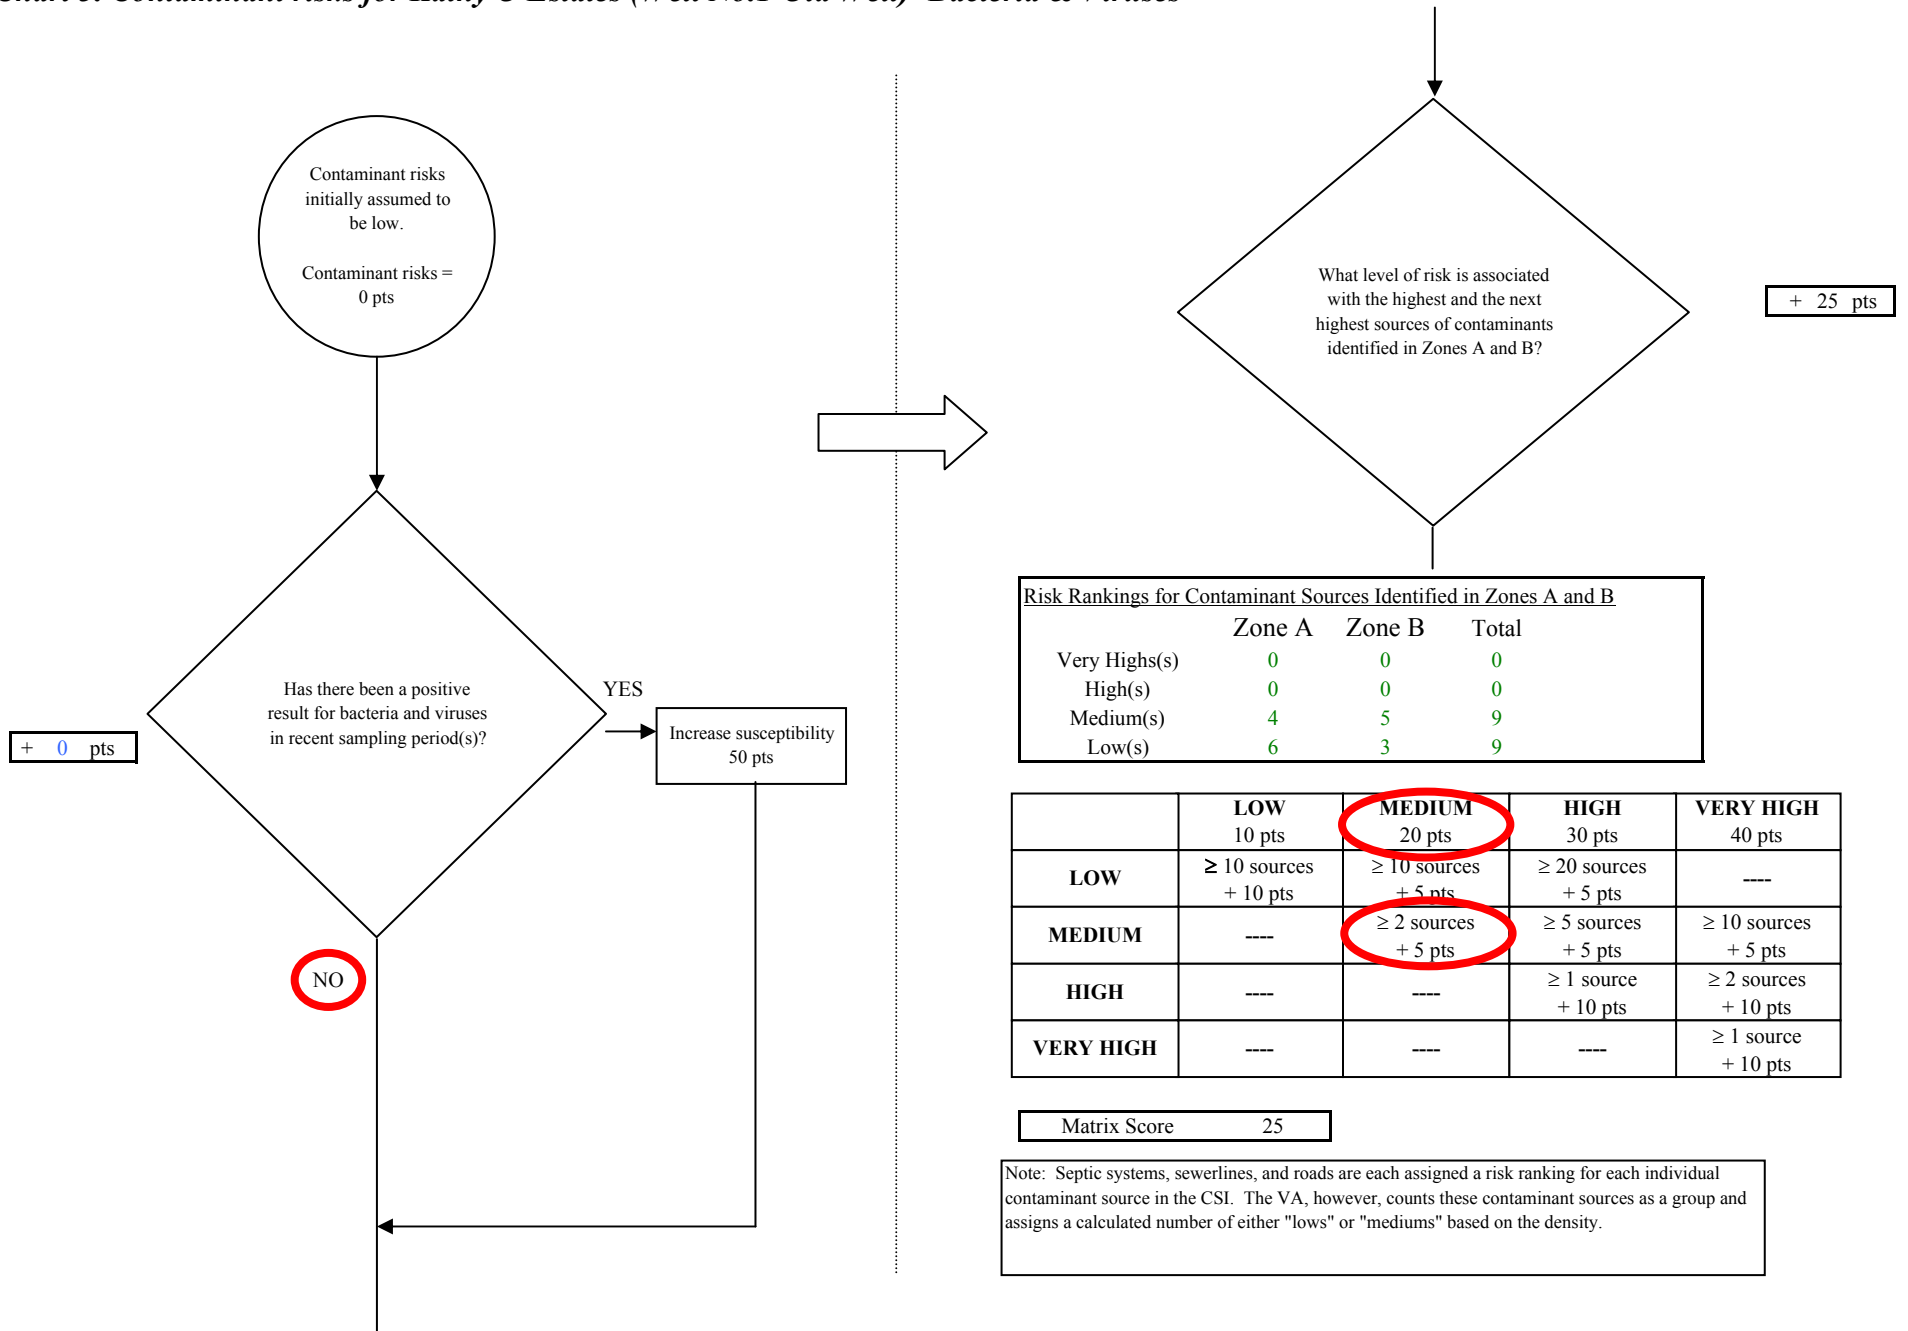 Contaminant risks
initially assumed to
be low.
Contaminant risks =
0 pts
Has there been a positive
result for bacteria and viruses
in recent sampling period(s)?
+ 0 pts
YES
Increase susceptibility
50 pts
NO
What level of risk is associated
with the highest and the next
highest sources of contaminants
identified in Zones A and B?
+ 25 pts
Risk Rankings for Contaminant Sources Identified in Zones A and B
Zone A Zone B Total
Very Highs(s) 0 0 0
High(s) 0 0 0
Medium(s) 4 5 9
Low(s) 6 3 9
LOW MEDIUM HIGH VERY HIGH
10 pts 20 pts 30 pts 40 pts
LOW ≥ 10 sources ≥ 10 sources ≥ 20 sources ----
+ 10 pts + 5 pts + 5 pts
MEDIUM ---- ≥ 2 sources ≥ 5 sources ≥ 10 sources
+ 5 pts + 5 pts + 5 pts
HIGH ---- ---- ≥ 1 source ≥ 2 sources
+ 10 pts + 10 pts
VERY HIGH ---- ---- ---- ≥ 1 source
+ 10 pts
Matrix Score 25
Note: Septic systems, sewerlines, and roads are each assigned a risk ranking for each individual
contaminant source in the CSI. The VA, however, counts these contaminant sources as a group and
assigns a calculated number of either "lows" or "mediums" based on the density.